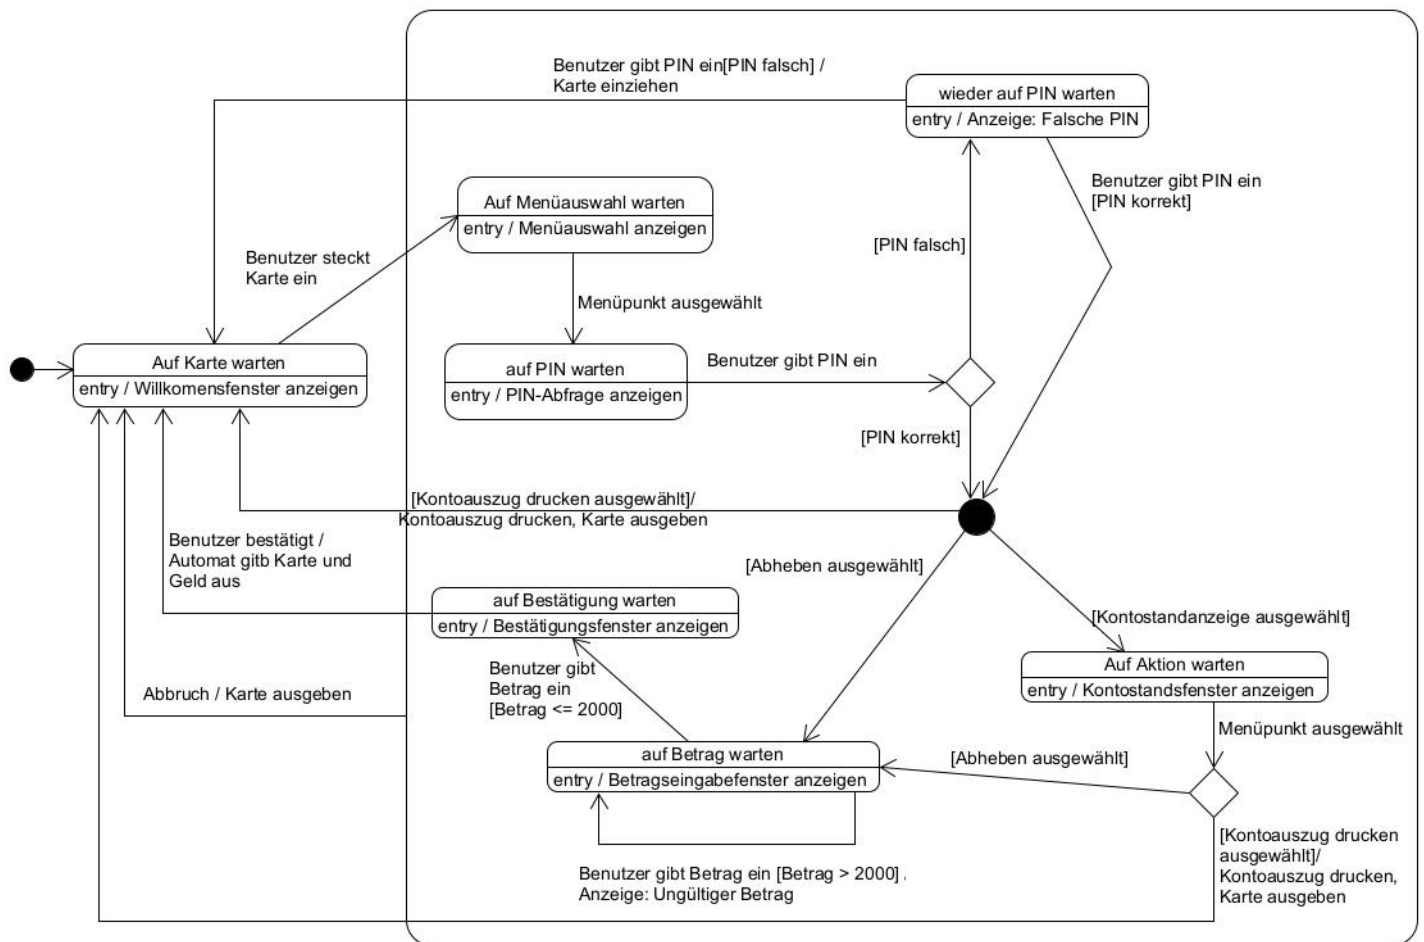 Benutzer gibt PIN ein[PIN falsch] /
Karte einziehen
wieder auf PIN warten
entry / Anzeige: Falsche PIN
Benutzer gibt PIN ein
[PIN korrekt]
Auf Menüauswahl warten
entry / Menüauswahl anzeigen
[PIN falsch]
Benutzer steckt
Karte ein
Menüpunkt ausgewählt
Auf Karte warten
entry / Willkomensfenster anzeigen
auf PIN warten
entry / PIN-Abfrage anzeigen
Benutzer gibt PIN ein
[PIN korrekt]
[Kontoauszug drucken ausgewählt]/
Kontoauszug drucken, Karte ausgeben
Benutzer bestätigt /
Automat gitb Karte und
Geld aus
[Abheben ausgewählt]
auf Bestätigung warten
entry / Bestätigungsfenster anzeigen
[Kontostandanzeige ausgewählt]
Auf Aktion warten
entry / Kontostandsfenster anzeigen
Benutzer gibt
Betrag ein
[Betrag <= 2000]
Abbruch / Karte ausgeben
Menüpunkt ausgewählt
auf Betrag warten
entry / Betragseingabefenster anzeigen
[Abheben ausgewählt]
[Kontoauszug drucken
ausgewählt]/
Kontoauszug drucken,
Karte ausgeben
Benutzer gibt Betrag ein [Betrag > 2000] .
Anzeige: Ungültiger Betrag